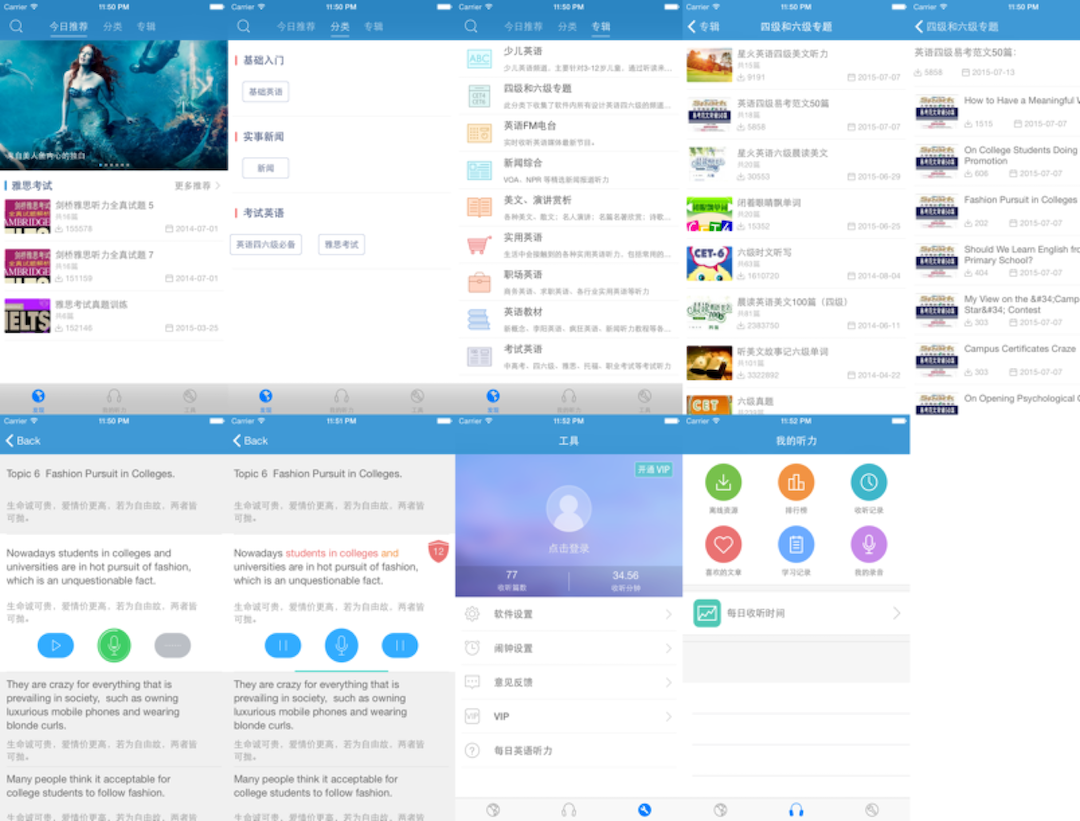 Carrier
11:50 PM
今日推荐 分类 专辑
来自美人鱼内心的独白
雅思考试
更多推荐
剑桥雅思听力全真试题 5
共16篇
155578
2014-07-01
剑桥雅思听力全真试题 7
共16篇
151159
2014-07-01
雅思考试真题训练
共8篇
152146
2015-03-25
发现 我的听力 工具
Carrier
11:50 PM
今日推荐 分类 专辑
基础入门
基础英语
实事新闻
新闻
考试英语
英语四六级必备 雅思考试
发现 我的听力 工具
Carrier
11:50 PM
今日推荐 分类 专辑
ABC
少儿英语
少儿英语频道，主要针对3-12岁儿童，通过听读来...
CET4
CET6
四级和六级专题
此分类下收集了软件内所有设计英语四六级的频道...
英语FM电台
实时收听英语媒体最新节目。
新闻综合
VOA、NPR 等精选新闻报道听力
美文、演讲赏析
各种美文、散文；名人演讲；名篇名著欣赏；诗歌...
实用英语
生活中会接触到的各种实用英语听力，包括常用的...
职场英语
商务英语、求职英语、各行业实用英语等听力
英语教材
新概念、李阳英语、疯狂英语、新闻听力教程等各...
考试英语
中高考、四六级、雅思、托福、职业考试等考试听力
发现 我的听力 工具
Carrier
11:50 PM
专辑
四级和六级专题
星火英语四级美文听力
共15篇
9191
2015-07-07
英语四级易考范文50篇
共18篇
5858
2015-07-07
星火英语六级晨读美文
共20篇
30553
2015-06-29
闭着眼睛飘单词
共20篇
15352
2015-06-25
CET-6
六级时文听写
共63篇
1610720
2014-08-04
晨读英语美文100篇（四级）
共81篇
2383750
2014-06-11
听美文故事记六级单词
共101篇
3322892
2014-04-22
CET
六级真题
Carrier
11:50 PM
四级和六级专题
英语四级易考范文50篇：
5858
2015-07-13
How to Have a Meaningful
1515
2015-07-07
On College Students Doing
Promotion
606
2015-07-07
Fashion Pursuit in Colleges
202
2015-07-07
Should We Learn English
Primary School?
404
2015-07-07
My View on the &#34;Camp
Star&#34; Contest
303
2015-07-07
Campus Certificates Craze
303
2015-07-07
On Opening Psychological
Carrier
11:50 PM
Back
Topic 6 Fashion Pursuit in Colleges.
生命诚可贵，爱情价更高，若为自由故，两者皆
可抛。
Nowadays students in colleges and
universities are in hot pursuit of fashion,
which is an unquestionable fact.
生命诚可贵，爱情价更高，若为自由故，两者皆
可抛。
They are crazy for everything that is
prevailing in society, such as owning
luxurious mobile phones and wearing
blonde curls.
生命诚可贵，爱情价更高，若为自由故，两者皆
可抛。
Many people think it acceptable for
college students to follow fashion.
生命诚可贵，爱情价更高，若为自由故，两者皆
Carrier
11:51 PM
Back
Topic 6 Fashion Pursuit in Colleges.
生命诚可贵，爱情价更高，若为自由故，两者皆
可抛。
Nowadays students in colleges and
12
universities are in hot pursuit of fashion,
which is an unquestionable fact.
生命诚可贵，爱情价更高，若为自由故，两者皆
可抛。
They are crazy for everything that is
prevailing in society, such as owning
luxurious mobile phones and wearing
blonde curls.
生命诚可贵，爱情价更高，若为自由故，两者皆
可抛。
Many people think it acceptable for
college students to follow fashion.
生命诚可贵，爱情价更高，若为自由故，两者皆
Carrier
11:52 PM
工具
开通 VIP
点击登录
77
收听篇数
34.56
收听分钟
软件设置
闹钟设置
意见反馈
VIP
VIP
每日英语听力
Carrier
11:52 PM
我的听力
离线资源 排行榜 收听记录
喜欢的文章 学习记录 我的录音
每日收听时间